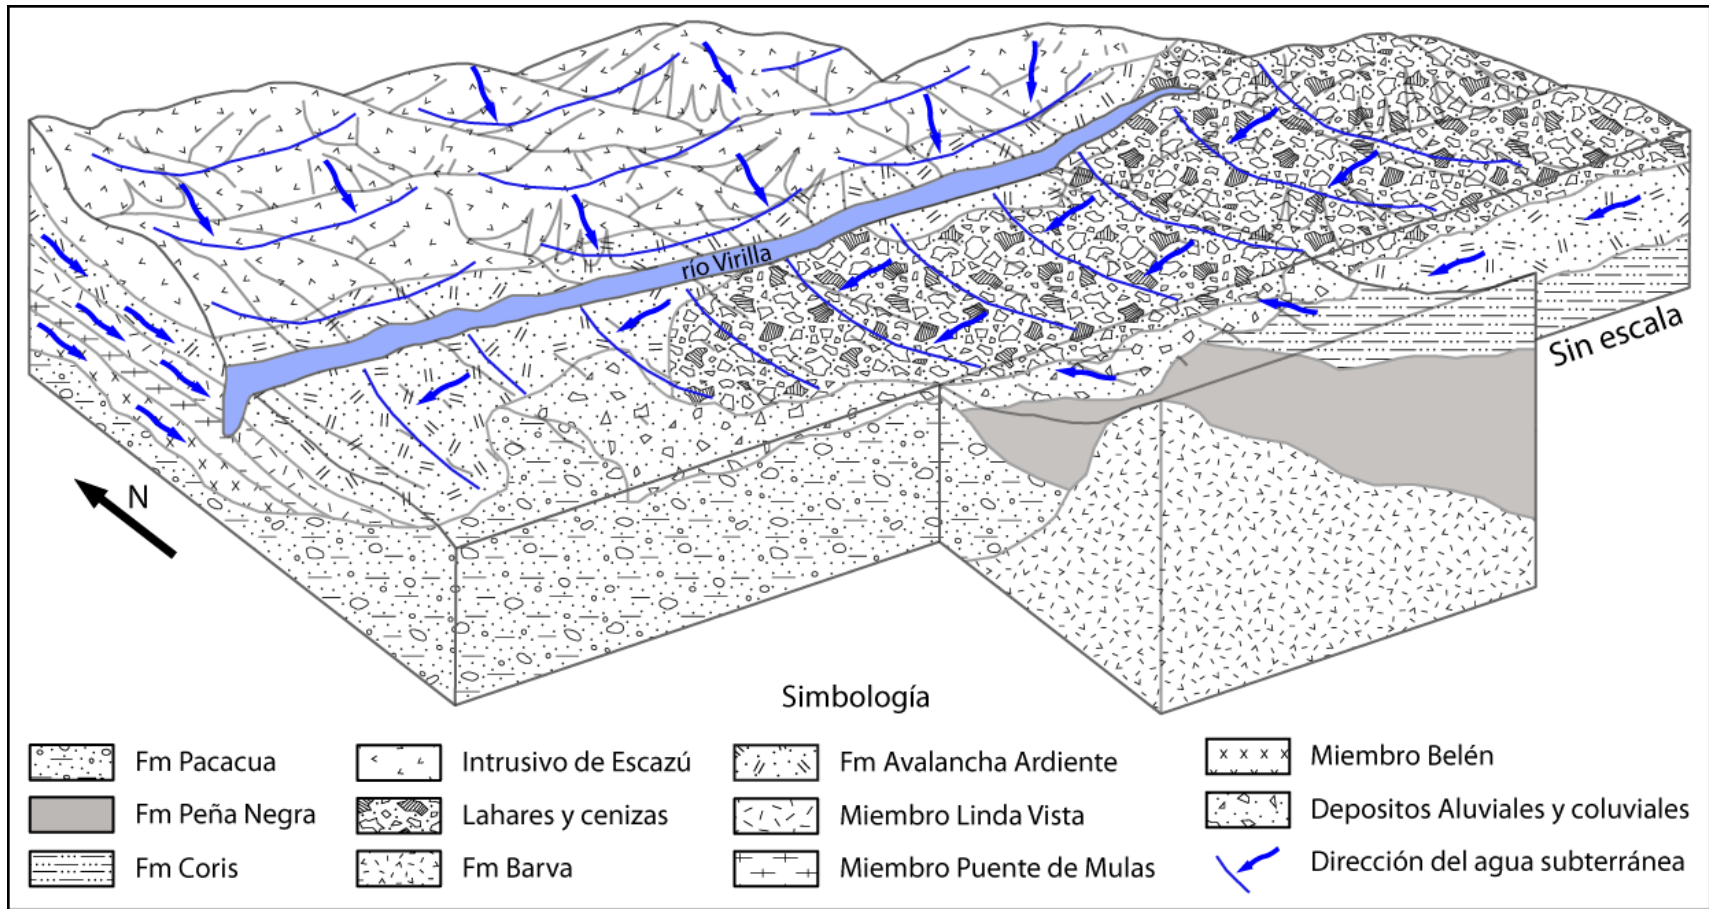 río Virilla
Sin escala
N
Simbología
Fm Pacacua
Intrusivo de Escazú
Fm Avalancha Ardiente
Miembro Belén
Fm Peña Negra
Lahares y cenizas
Miembro Linda Vista
Depositos Aluviales y coluviales
Fm Coris
Fm Barva
Miembro Puente de Mulas
Dirección del agua subterránea